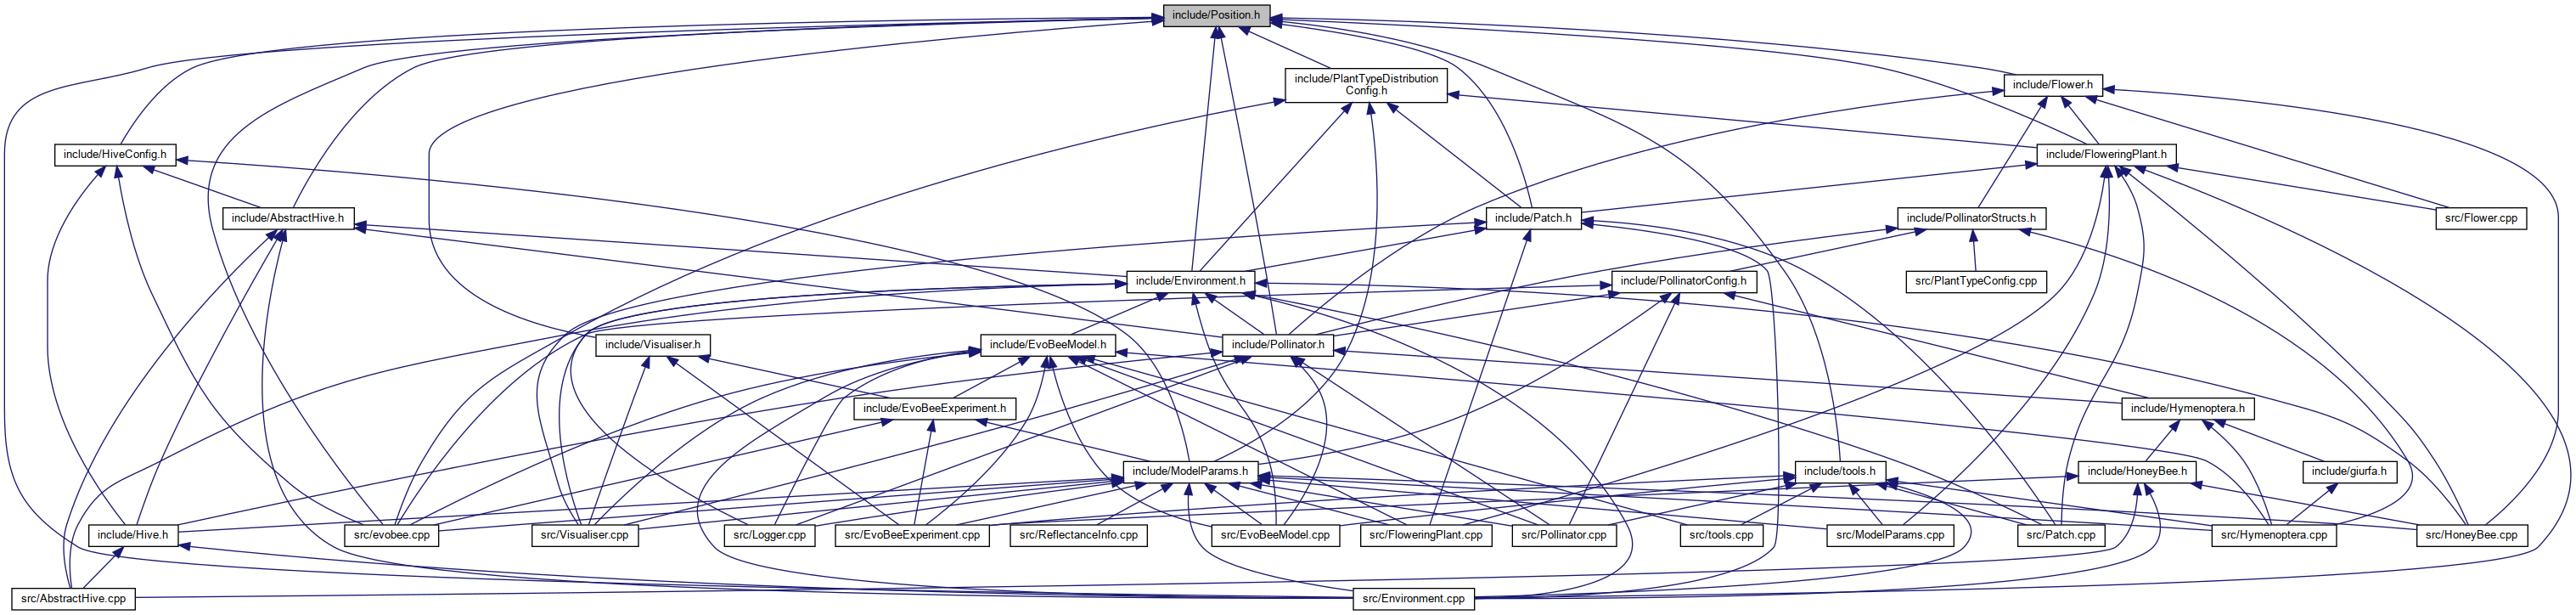 include/Position.h
include/PlantTypeDistribution
Config.h
include/Flower.h
include/HiveConfig.h
include/FloweringPlant.h
include/AbstractHive.h
include/Patch.h
include/PollinatorStructs.h
src/Flower.cpp
include/Environment.h
include/PollinatorConfig.h
src/PlantTypeConfig.cpp
include/Visualiser.h
include/EvoBeeModel.h
include/Pollinator.h
include/EvoBeeExperiment.h
include/Hymenoptera.h
include/ModelParams.h
include/tools.h
include/HoneyBee.h
include/giurfa.h
include/Hive.h
src/evobee.cpp
src/Visualiser.cpp
src/Logger.cpp
src/EvoBeeExperiment.cpp
src/ReflectanceInfo.cpp
src/EvoBeeModel.cpp
src/FloweringPlant.cpp
src/Pollinator.cpp
src/tools.cpp
src/ModelParams.cpp
src/Patch.cpp
src/Hymenoptera.cpp
src/HoneyBee.cpp
src/AbstractHive.cpp
src/Environment.cpp